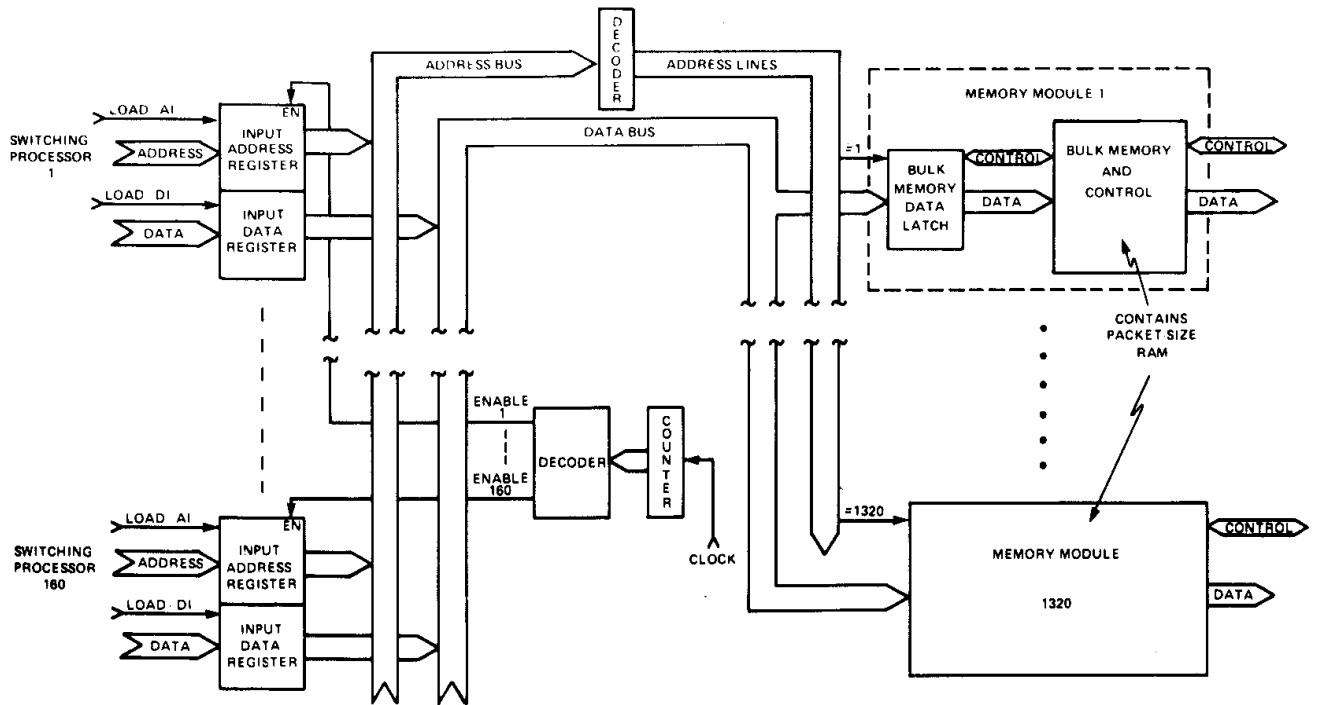 LOAD AI
SWITCHING
PROCESSOR
1
ADDRESS
LOAD DI
DATA
EN
INPUT
ADDRESS
REGISTER
INPUT
DATA
REGISTER
ADDRESS BUS
DECODER
ADDRESS LINES
DATA BUS
MEMORY MODULE 1
=1
BULK
MEMORY
DATA
LATCH
CONTROL
DATA
BULK MEMORY
AND
CONTROL
CONTROL
DATA
CONTAINS
PACKET SIZE
RAM
ENABLE
1
ENABLE
160
DECODER
COUNTER
CLOCK
LOAD AI
SWITCHING
PROCESSOR
160
ADDRESS
LOAD DI
DATA
EN
INPUT
ADDRESS
REGISTER
INPUT
DATA
REGISTER
=1320
MEMORY MODULE
1320
CONTROL
DATA